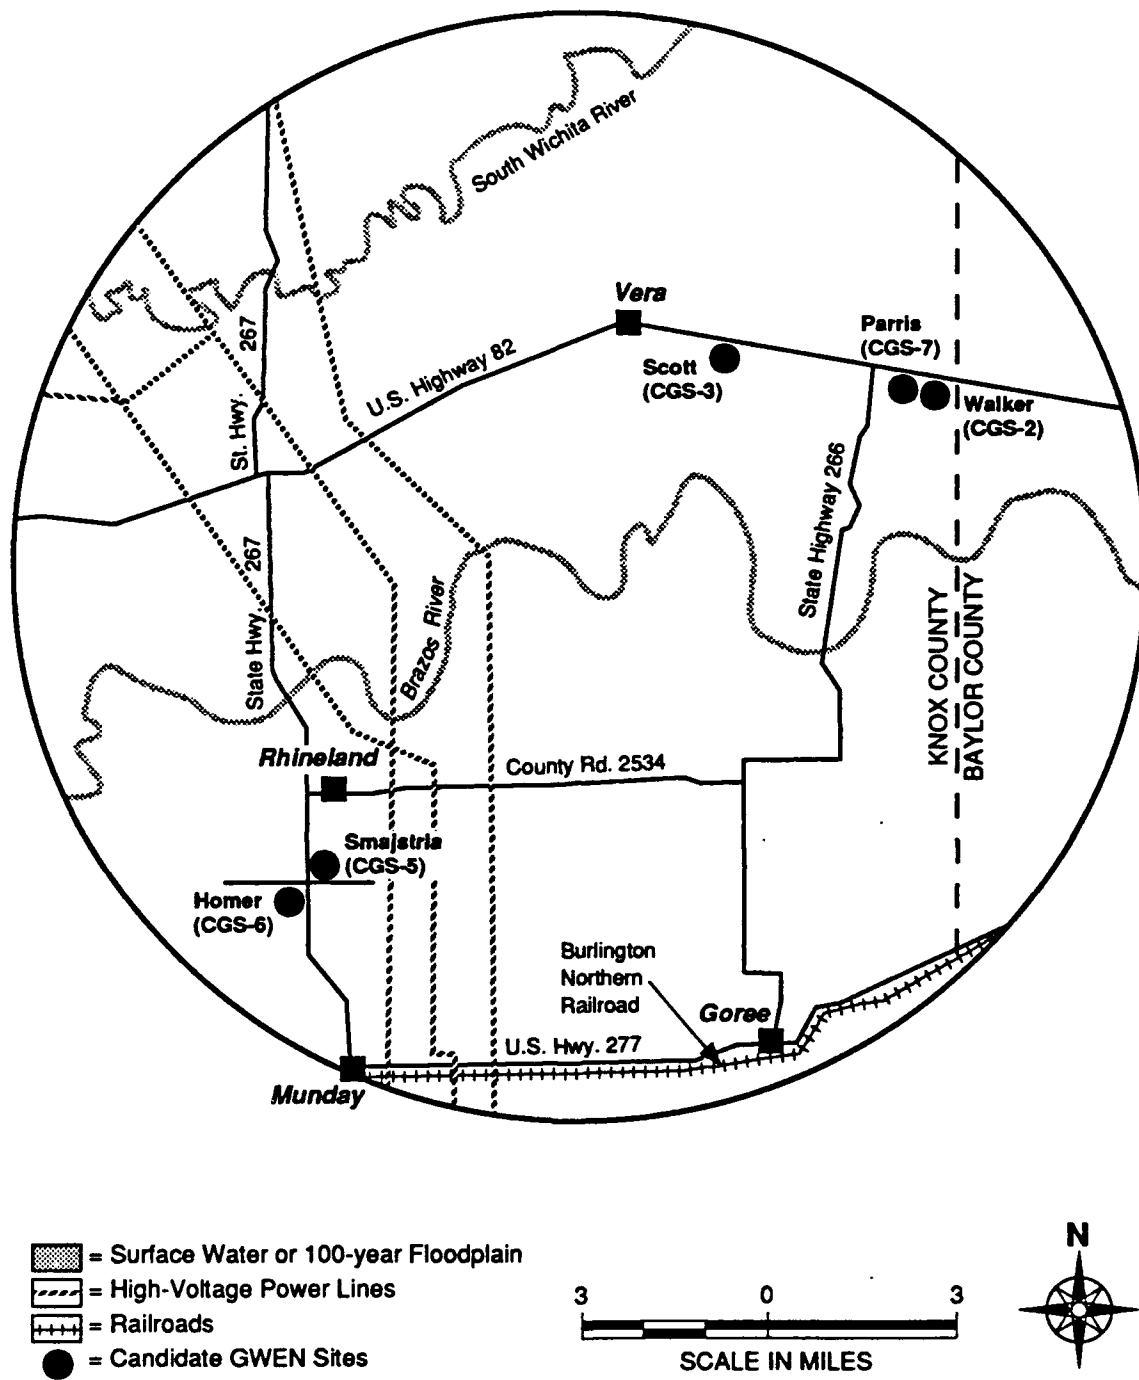 South Wichita River
Vera
Parris
(CGS-7)
267
St. Hwy.
U.S. Highway 82
Scott
(CGS-3)
Walker
(CGS-2)
State Highway 266
267
State Hwy.
Brazos River
KNOX COUNTY
BAYLOR COUNTY
Rhineland
County Rd. 2534
Smajstrla
(CGS-5)
Homer
(CGS-6)
Burlington
Northern
Railroad
Goree
U.S. Hwy. 277
Munday
= Surface Water or 100-year Floodplain
= High-Voltage Power Lines
= Railroads
= Candidate GWEN Sites
3 0 3
SCALE IN MILES
N